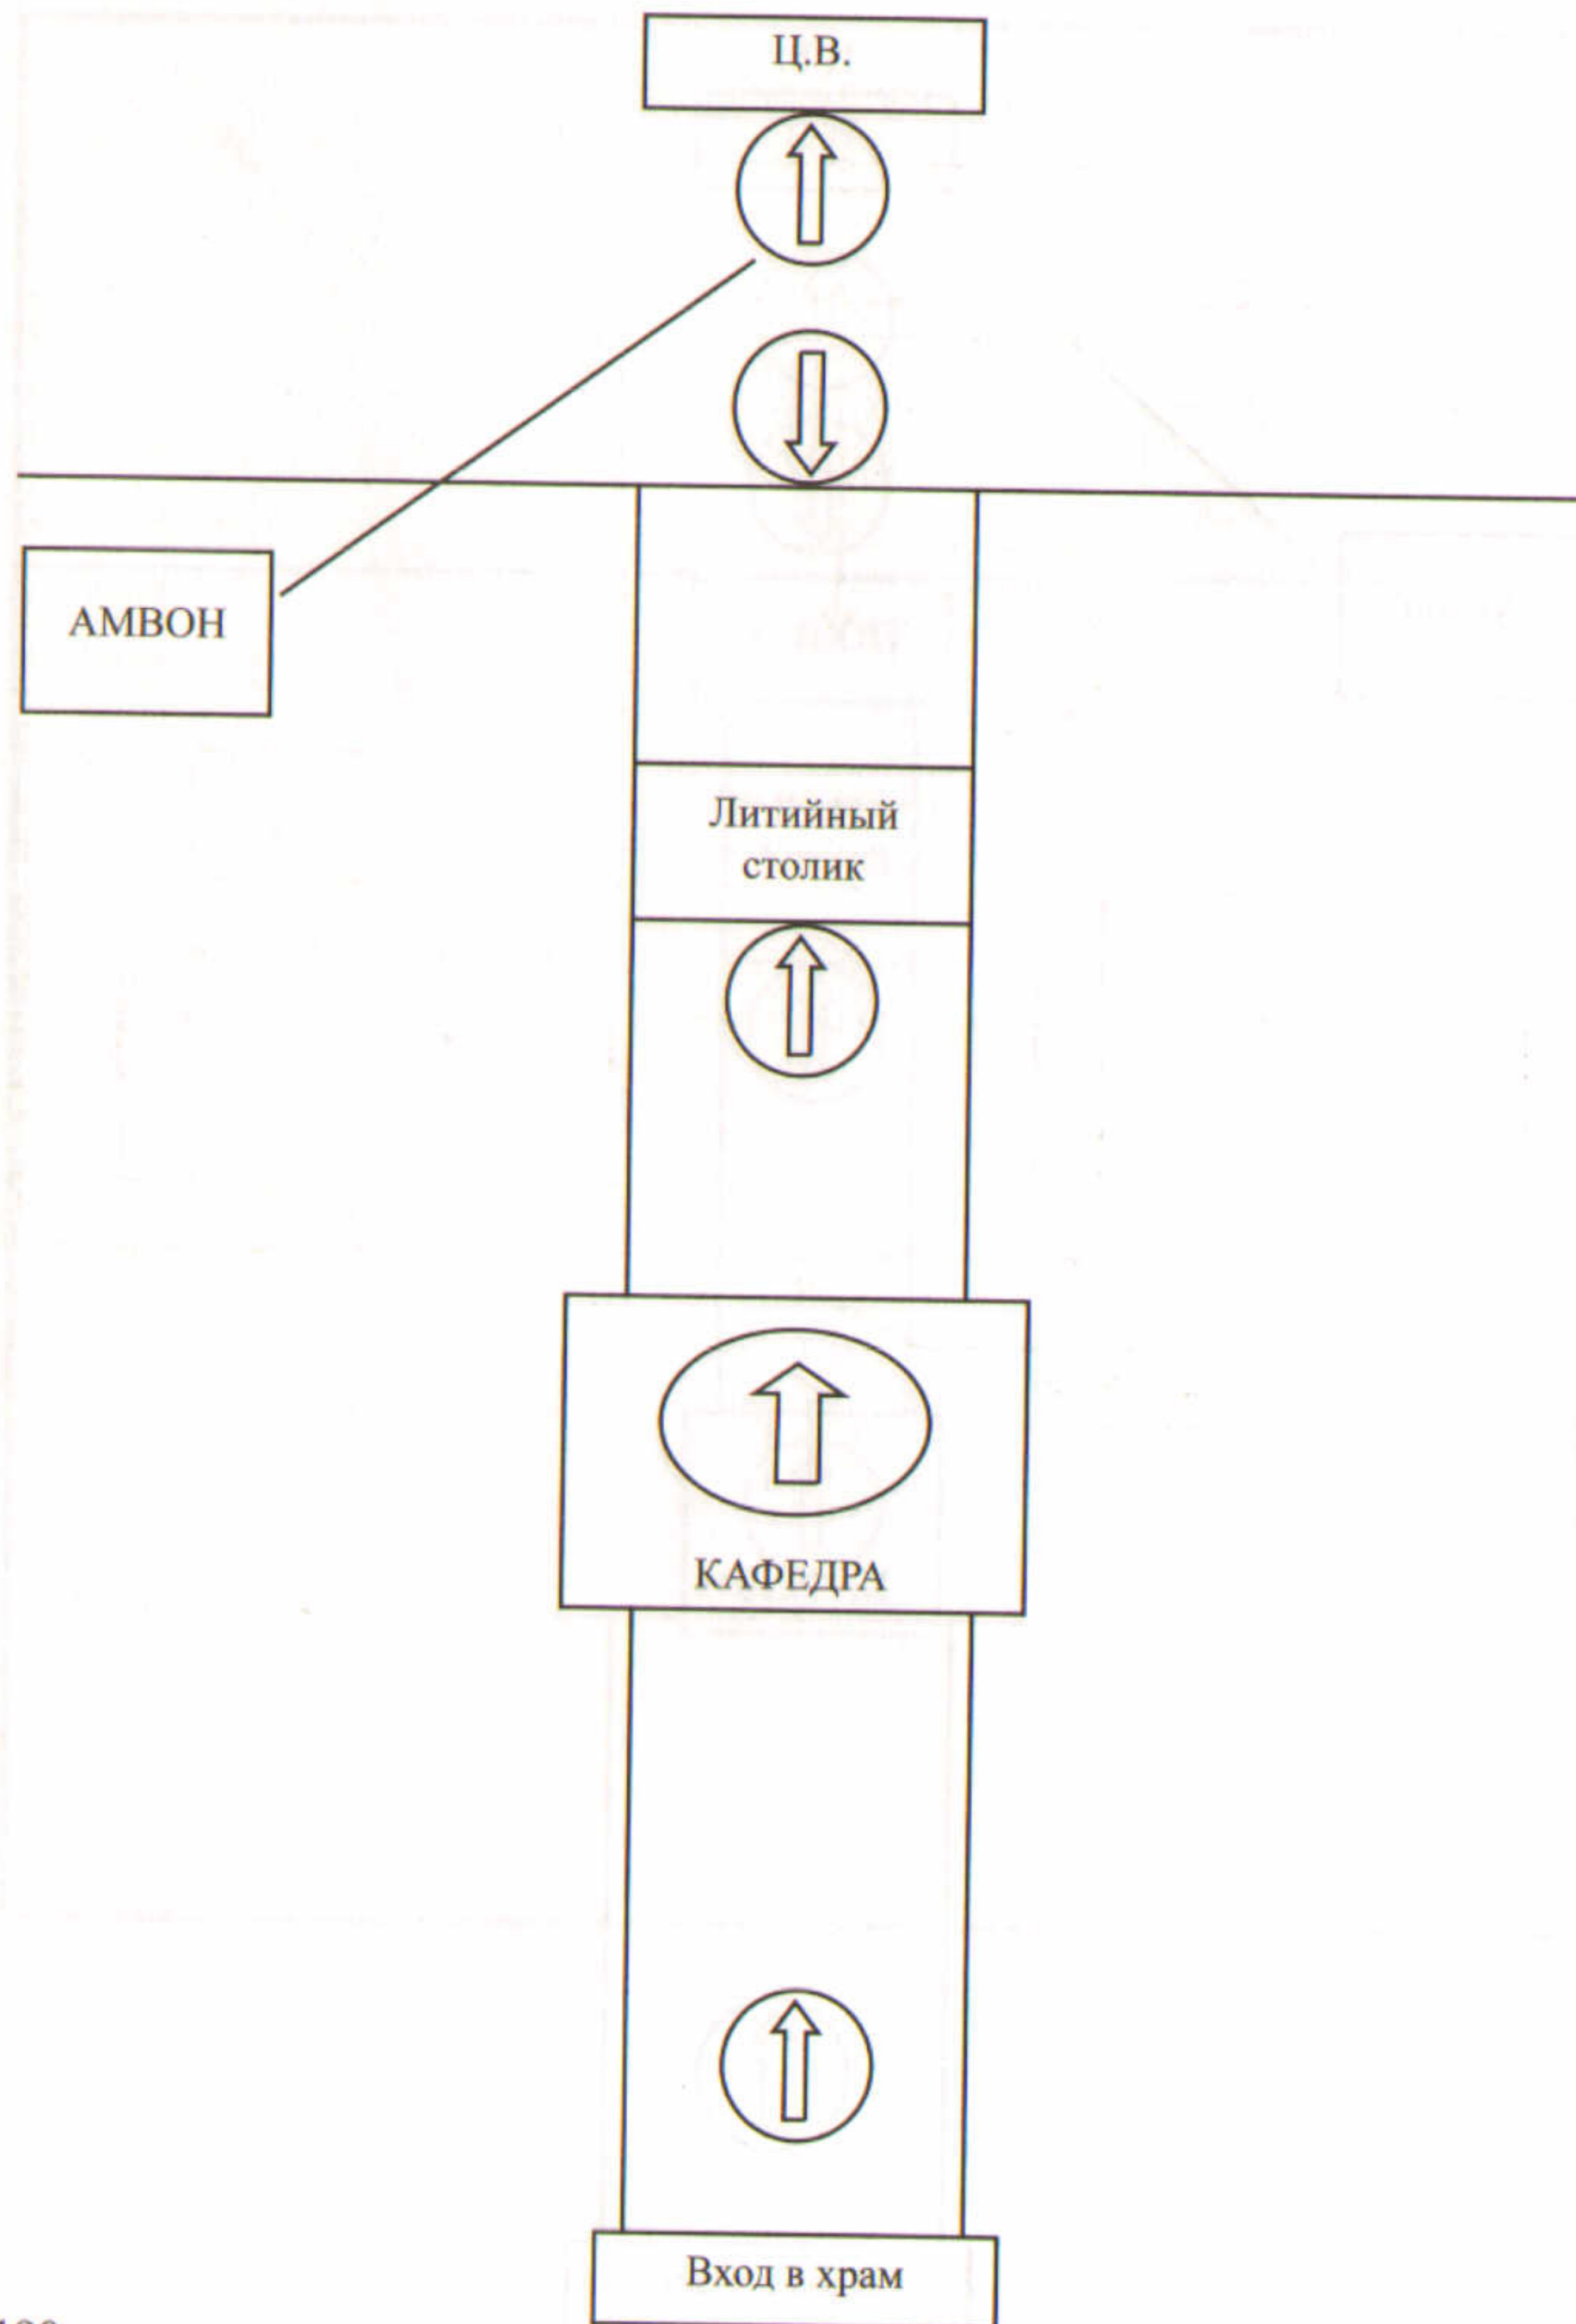 Ц.В.
АМВОН
Литийный
столик
КАФЕДРА
Вход в храм